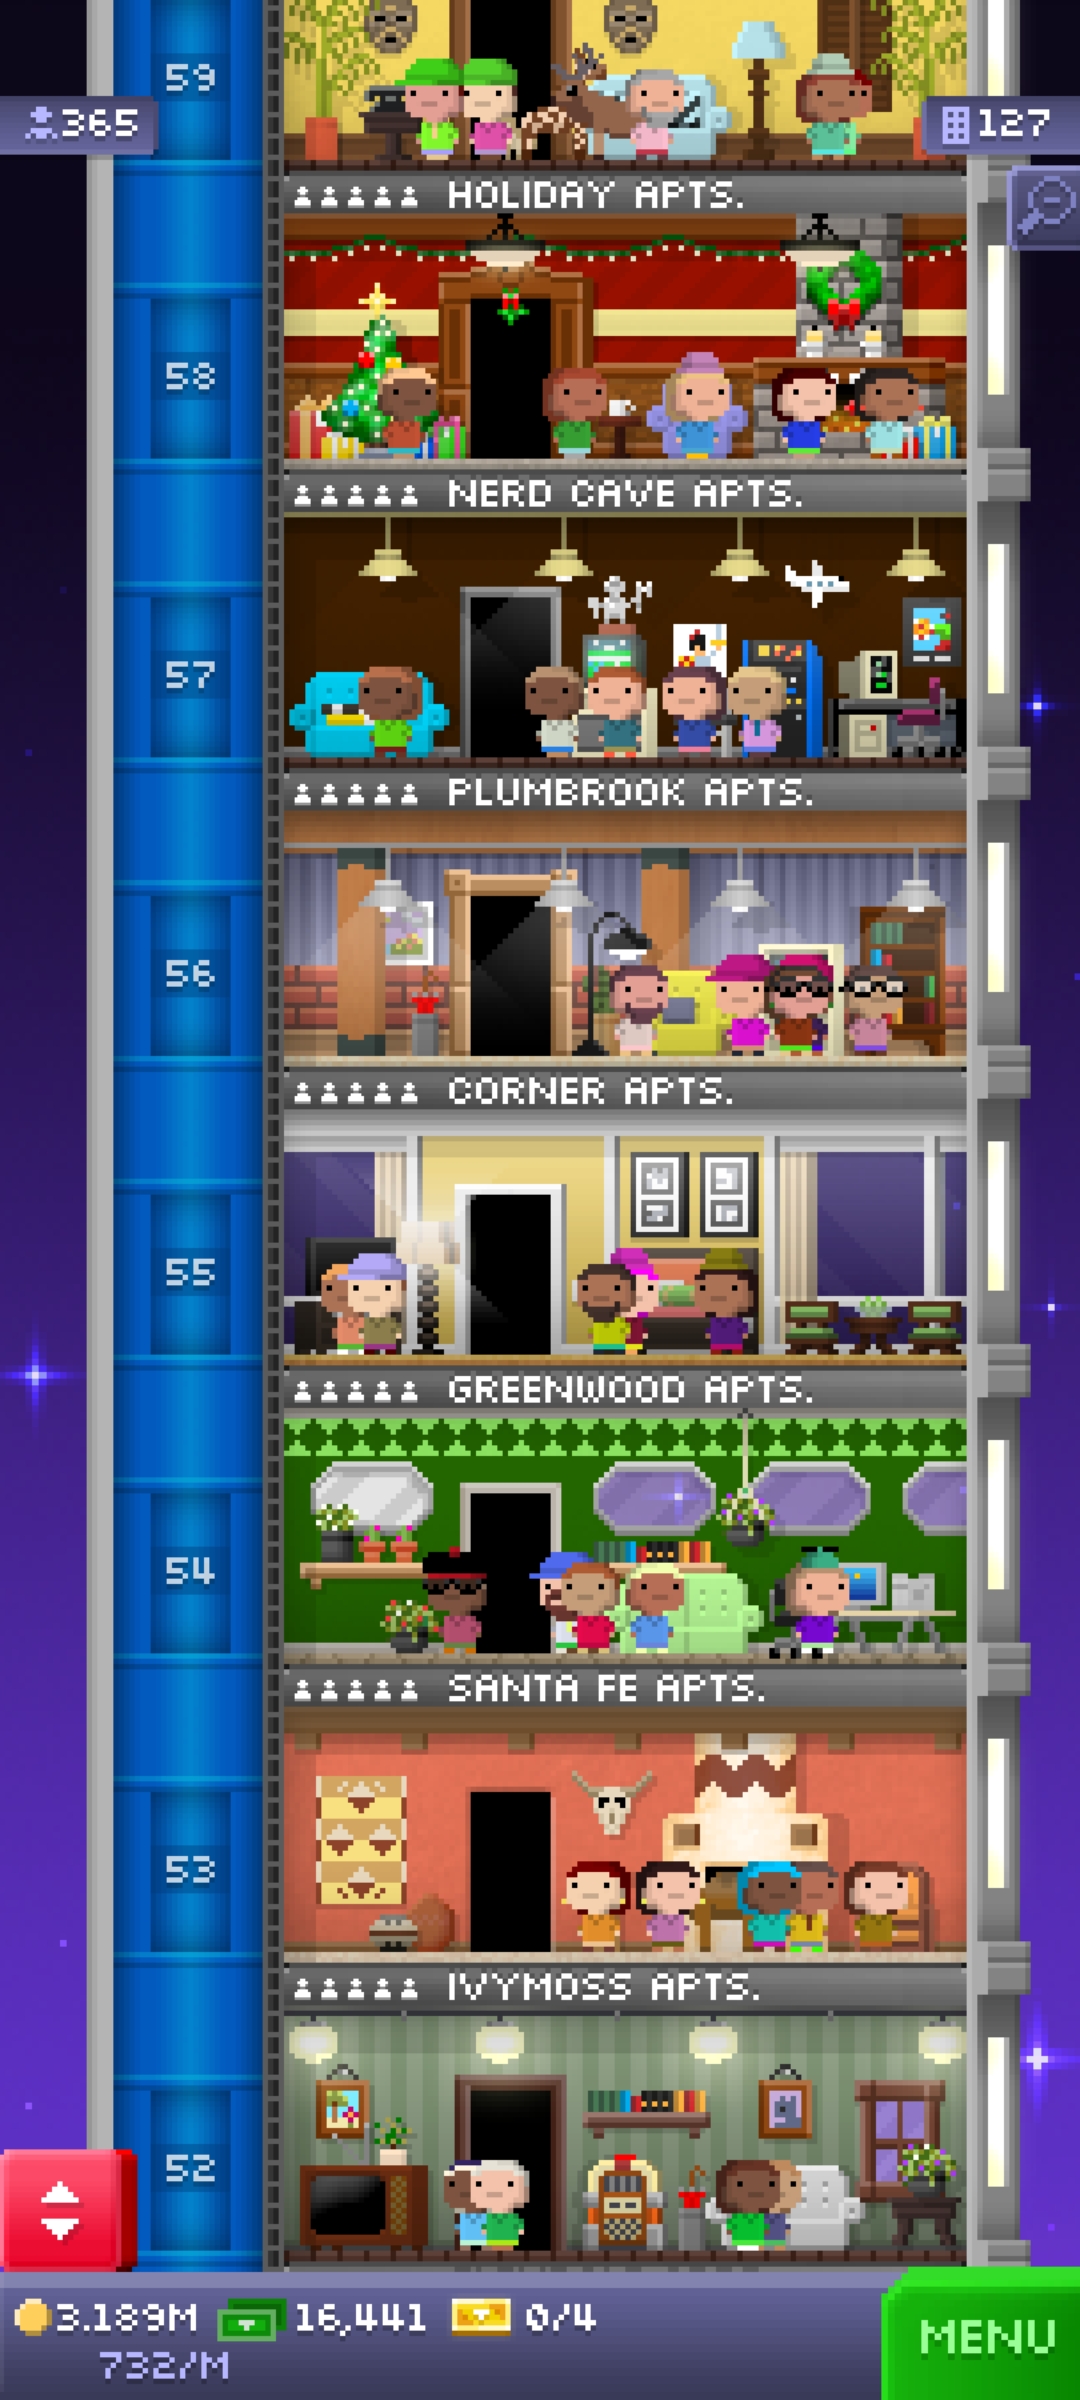 59
365
127
HOLIDAY APTS.
58
NERD CAVE APTS.
57
PLUMBROOK APTS.
56
CORNER APTS.
55
GREENWOOD APTS.
54
SANTA FE APTS.
53
IVYMOSS APTS.
52
3.189M 16,441 0/4
732/M
MENU